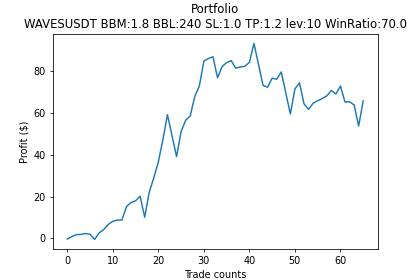 Portfolio
WAVESUSDT BBM:1.8 BBL:240 SL:1.0 TP:1.2 lev:10 WinRatio:70.0
Profit ($)
80
60
40
20
0
0 10 20 30 40 50 60
Trade counts